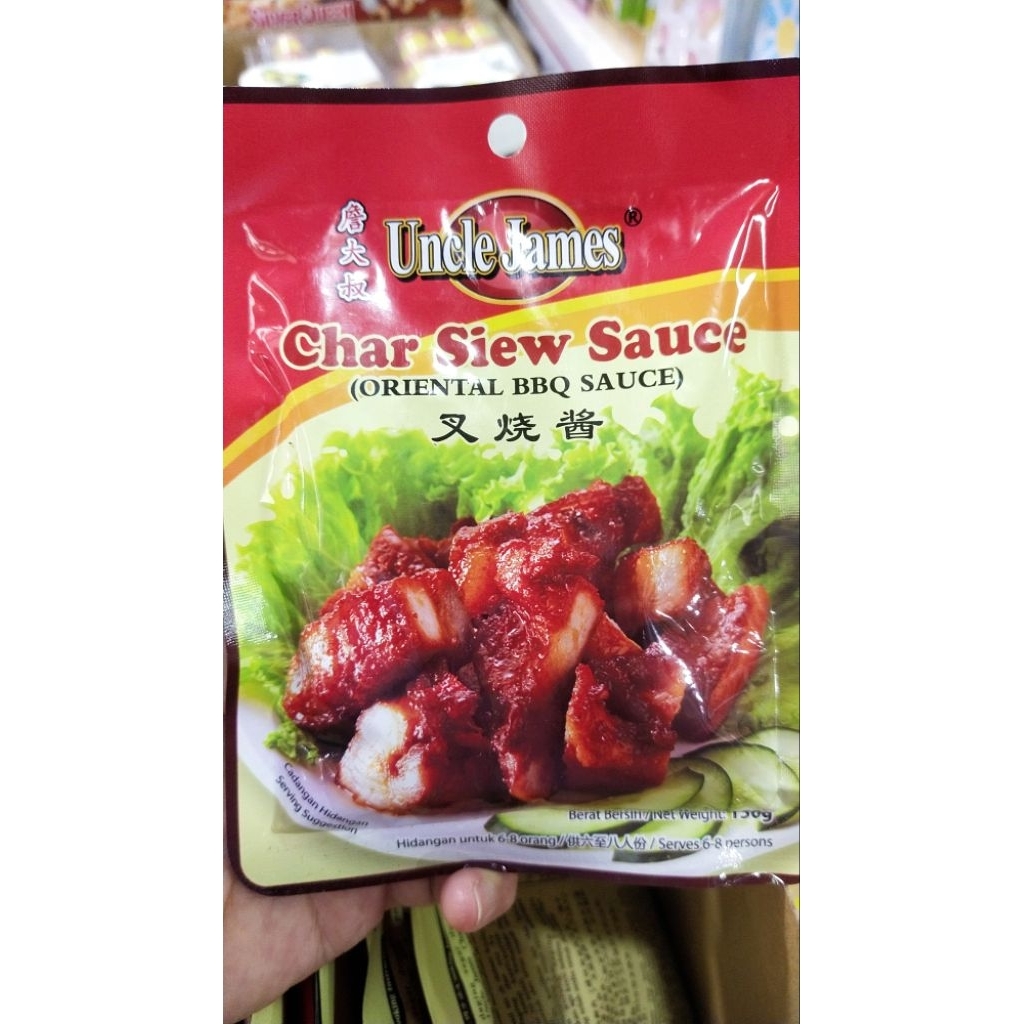 詹大叔
Uncle James®
Char Siew Sauce
(ORIENTAL BBQ SAUCE)
叉烧酱
Cadangan Hidangan
Serving Suggestion
Berat Bersih/Net Weight: 150g
Hidangan untuk 6-8 orang / 供六至八人份 / Serves 6-8 persons